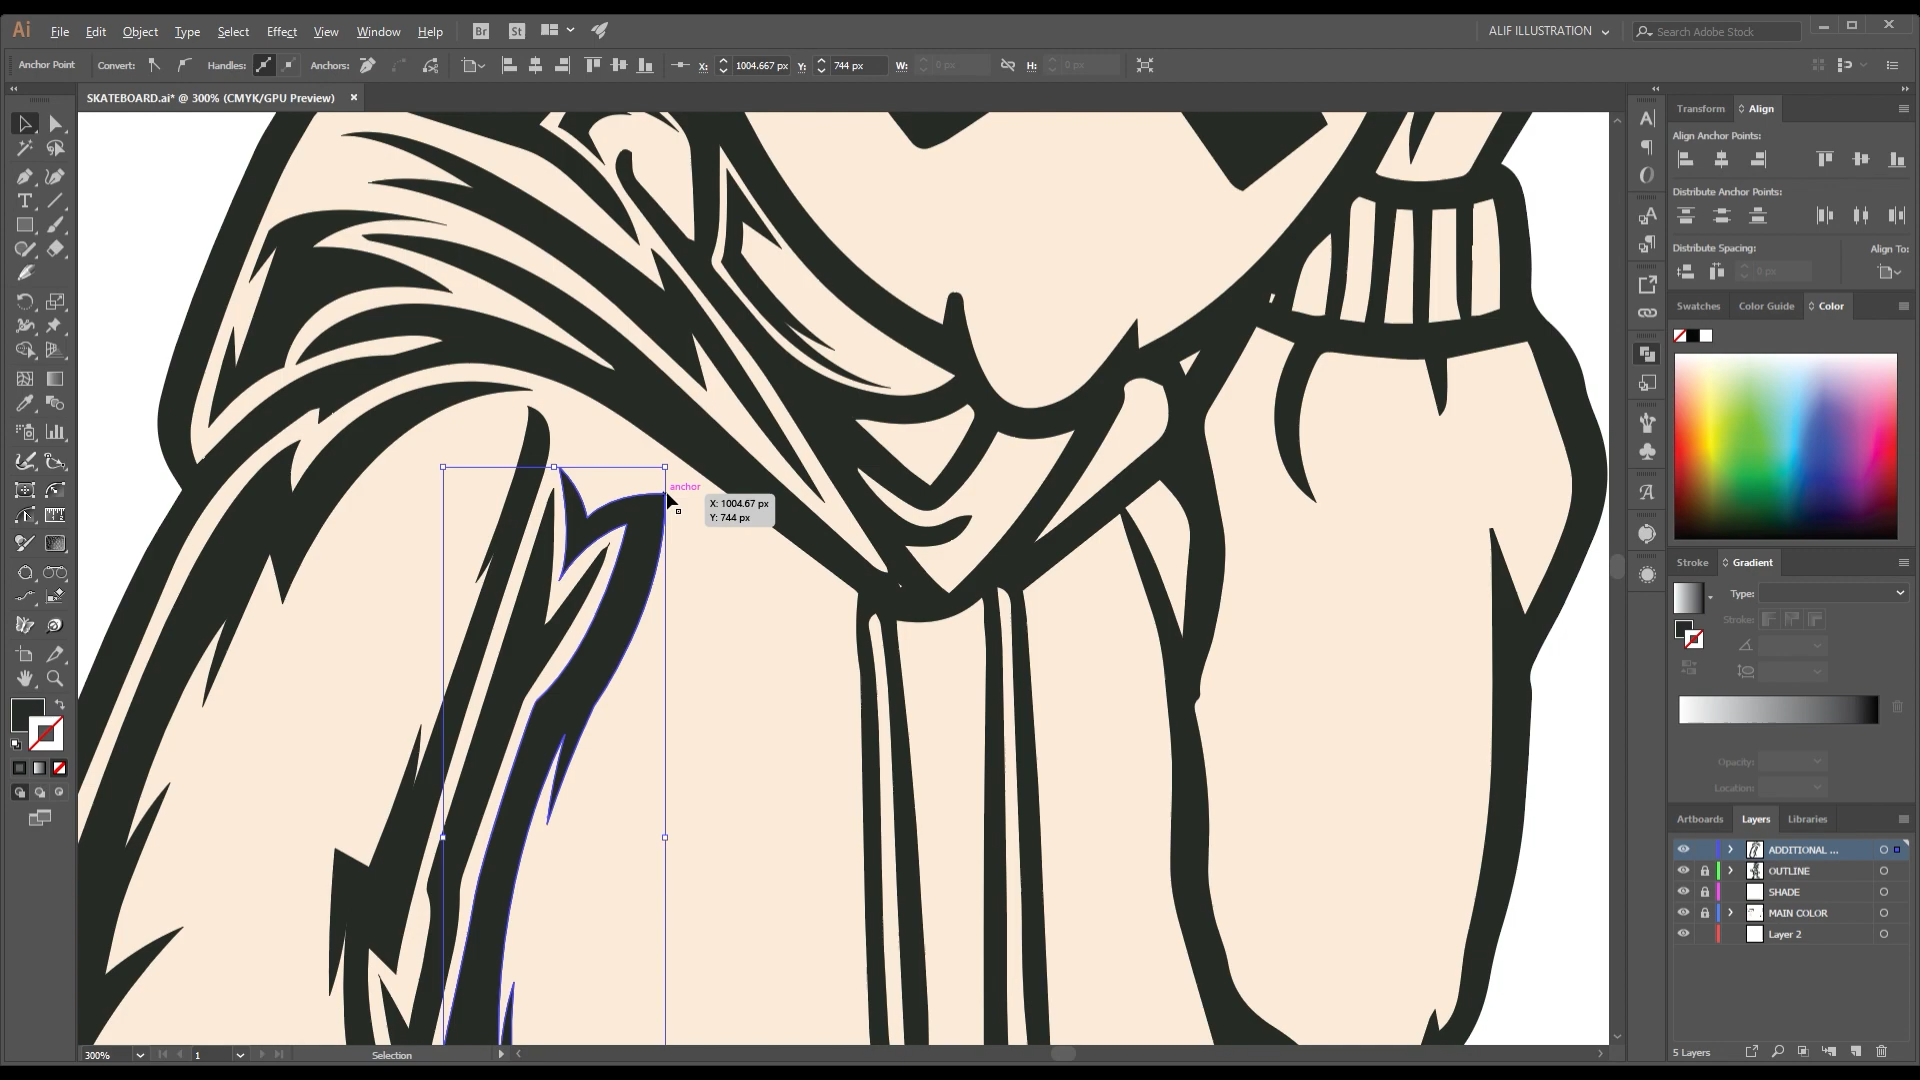 Ai File Edit Object Type Select Effect View Window Help Br St ALIF ILLUSTRATION Search Adobe Stock
Anchor Point Convert: Handles: Anchors: X: 1004.667 px Y: 744 px W: 0 px H: 0 px
SKATEBOARD.ai* @ 300% (CMYK/GPU Preview)
Transform Align
Align Anchor Points:
Distribute Anchor Points:
Distribute Spacing: Align To:
0 px
Swatches Color Guide Color
anchor
X: 1004.67 px
Y: 744 px
Stroke Gradient
Type:
Stroke:
Opacity:
Location:
Artboards Layers Libraries
ADDITIONAL ...
OUTLINE
SHADE
MAIN COLOR
Layer 2
5 Layers
300% 1 Selection